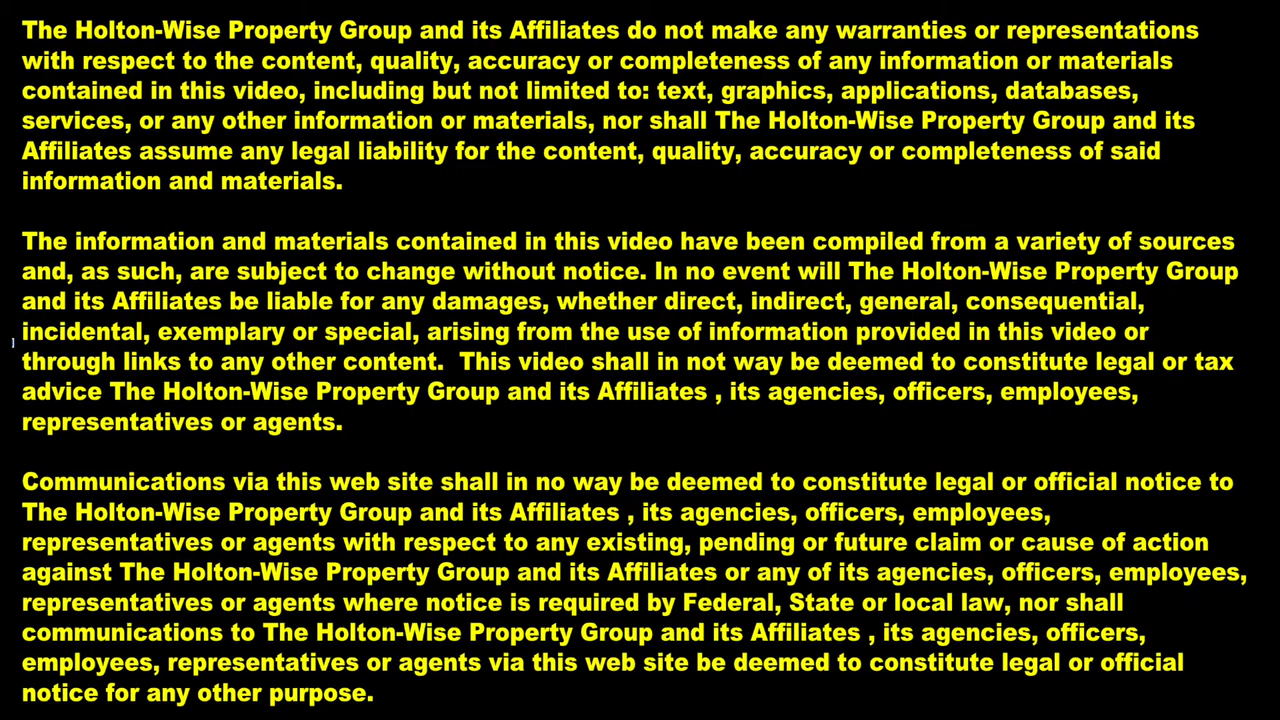 The Holton-Wise Property Group and its Affiliates do not make any warranties or representations
with respect to the content, quality, accuracy or completeness of any information or materials
contained in this video, including but not limited to: text, graphics, applications, databases,
services, or any other information or materials, nor shall The Holton-Wise Property Group and its
Affiliates assume any legal liability for the content, quality, accuracy or completeness of said
information and materials.
The information and materials contained in this video have been compiled from a variety of sources
and, as such, are subject to change without notice. In no event will The Holton-Wise Property Group
and its Affiliates be liable for any damages, whether direct, indirect, general, consequential,
incidental, exemplary or special, arising from the use of information provided in this video or
through links to any other content.  This video shall in not way be deemed to constitute legal or tax
advice The Holton-Wise Property Group and its Affiliates , its agencies, officers, employees,
representatives or agents.
Communications via this web site shall in no way be deemed to constitute legal or official notice to
The Holton-Wise Property Group and its Affiliates , its agencies, officers, employees,
representatives or agents with respect to any existing, pending or future claim or cause of action
against The Holton-Wise Property Group and its Affiliates or any of its agencies, officers, employees,
representatives or agents where notice is required by Federal, State or local law, nor shall
communications to The Holton-Wise Property Group and its Affiliates , its agencies, officers,
employees, representatives or agents via this web site be deemed to constitute legal or official
notice for any other purpose.